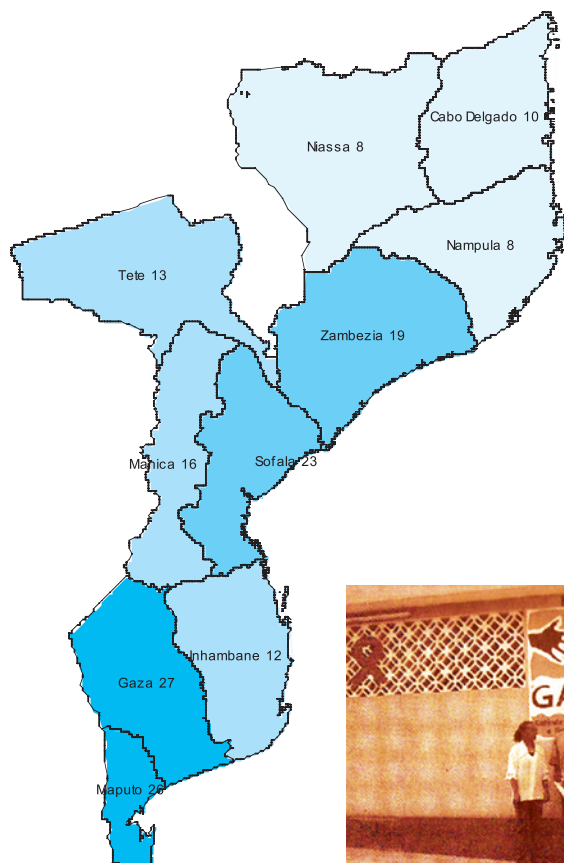 Cabo Delgado 10
Niassa 8
Nampula 8
Tete 13
Zambezia 19
Manica 16
Sofala 23
Inhambane 12
Gaza 27
Maputo 26
GA